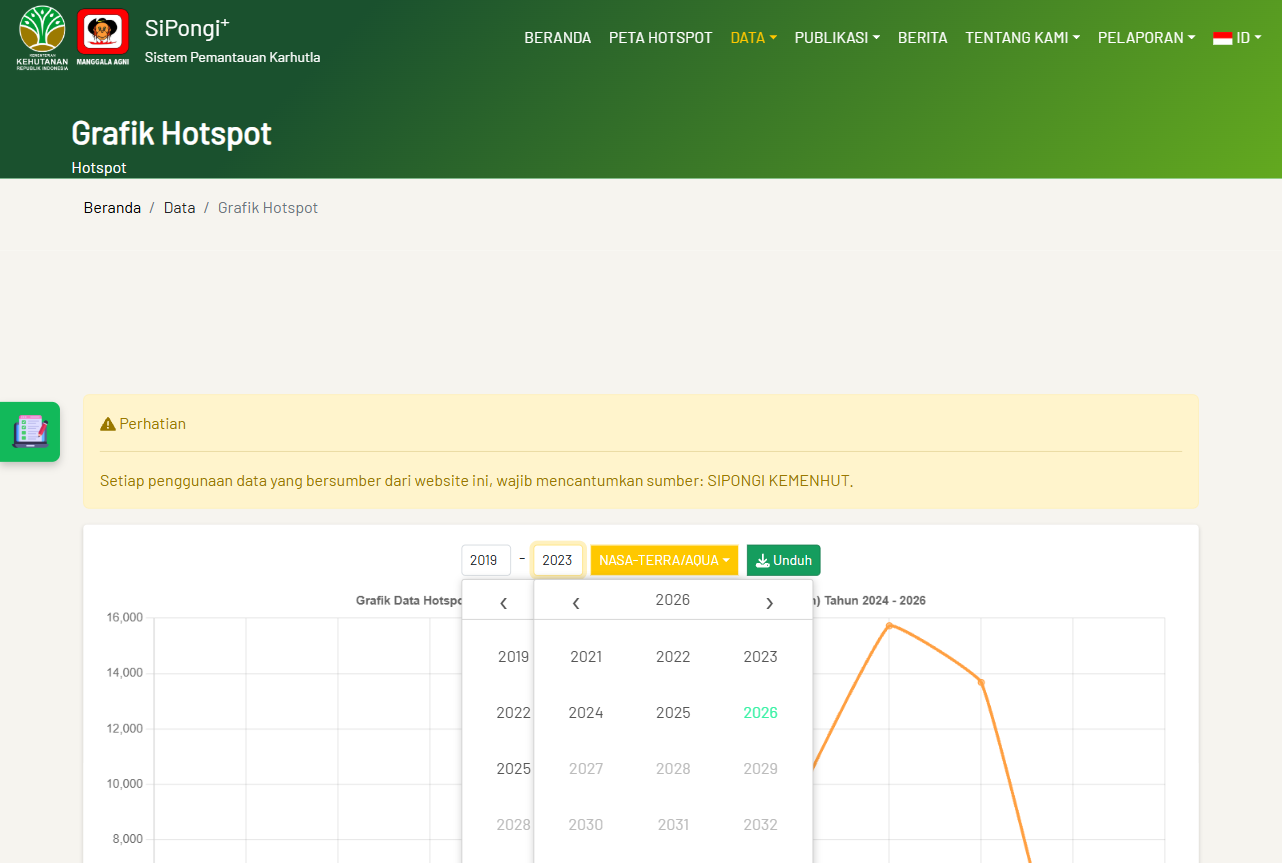 SiPongi+
Sistem Pemantauan Karhutla
KEMENTERIAN
KEHUTANAN
REPUBLIK INDONESIA
MANGGALA AGNI
BERANDA PETA HOTSPOT DATA PUBLIKASI BERITA TENTANG KAMI PELAPORAN ID
Grafik Hotspot
Hotspot
Beranda / Data / Grafik Hotspot
Perhatian
Setiap penggunaan data yang bersumber dari website ini, wajib mencantumkan sumber: SIPONGI KEMENHUT.
2019 - 2023 NASA-TERRA/AQUA Unduh
Grafik Data Hotspo
) Tahun 2024 - 2026
‹ ‹ 2026 ›
2019 2021 2022 2023
2022 2024 2025 2026
2025 2027 2028 2029
2028 2030 2031 2032
16,000
14,000
12,000
10,000
8,000